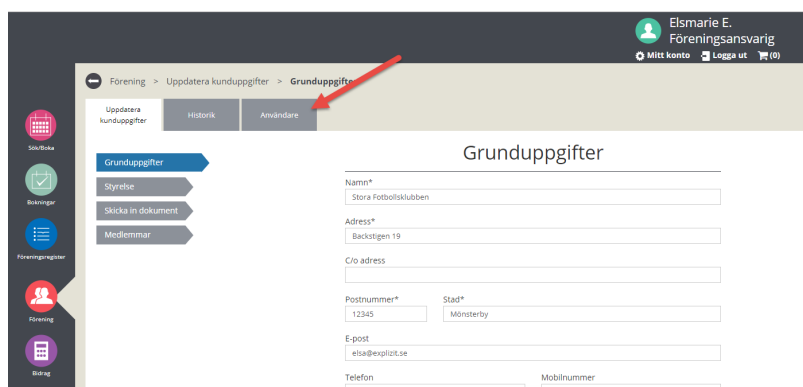 Elsmarie E.
Föreningsansvarig
Mitt konto Logga ut (0)
Förening > Uppdatera kunduppgifter > Grunduppgifter
Uppdatera
kunduppgifter
Historik
Användare
Sök/Boka
Bokningar
Föreningsregister
Förening
Bidrag
Grunduppgifter
Styrelse
Skicka in dokument
Medlemmar
Grunduppgifter
Namn*
Stora Fotbollsklubben
Adress*
Backstigen 19
C/o adress
Postnummer* Stad*
12345 Mönsterby
E-post
elsa@explizit.se
Telefon Mobilnummer